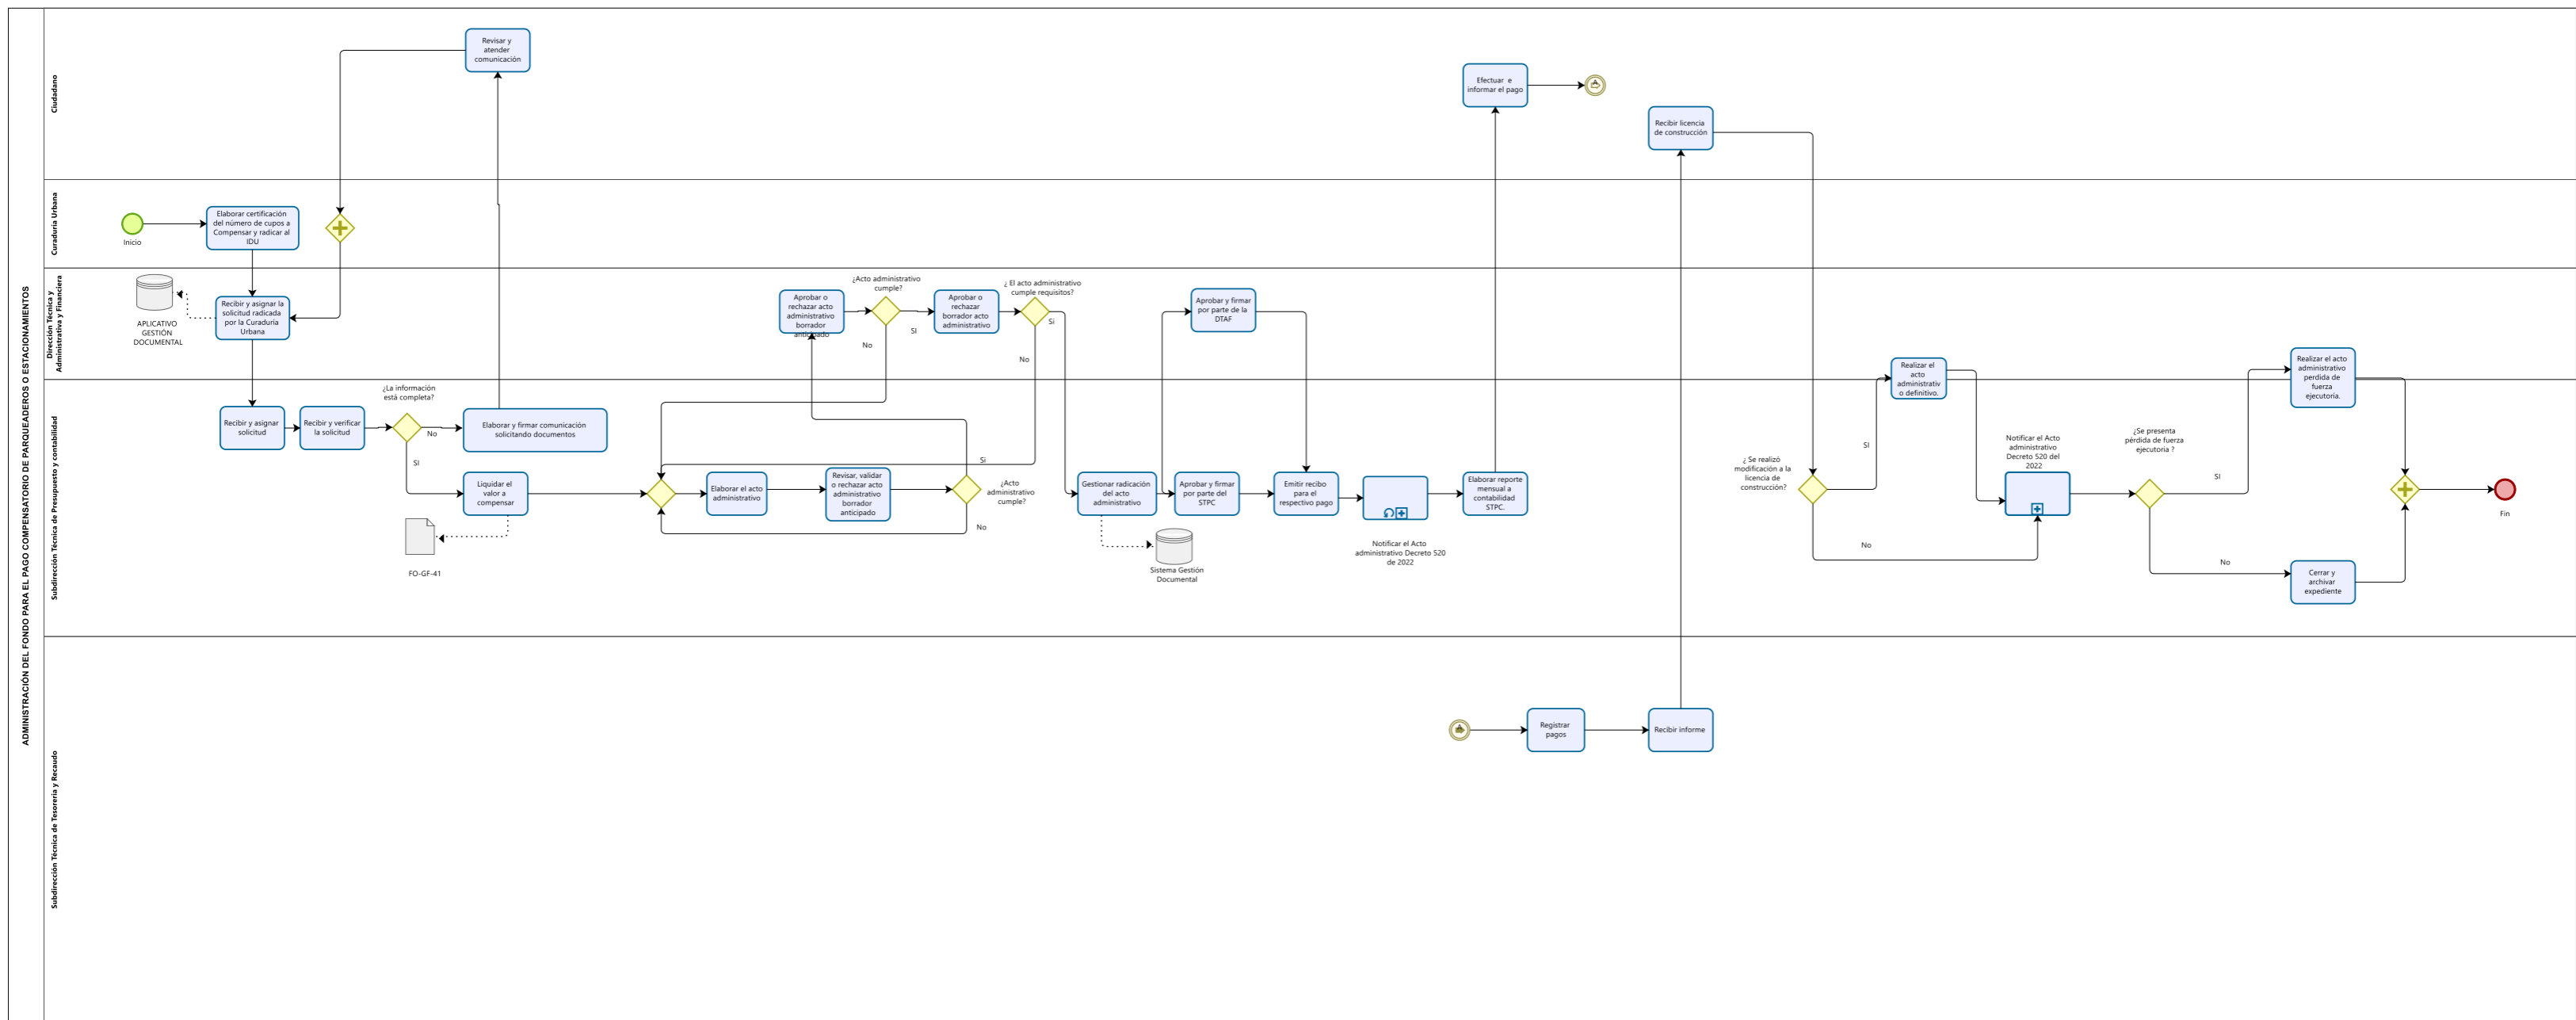 ADMINISTRACIÓN DEL FONDO PARA EL PAGO COMPENSATORIO DE PARQUEADEROS O ESTACIONAMIENTOS
Ciudadano
Revisar y
atender
comunicación
Efectuar e
informar el pago
Recibir licencia
de construcción
Curaduría Urbana
Inicio
Elaborar certificación
del número de cupos a
Compensar y radicar al
IDU
Dirección Técnica y
Administrativa y Financiera
APLICATIVO
GESTIÓN
DOCUMENTAL
Recibir y asignar la
solicitud radicada
por la Curaduria
Urbana
Aprobar o
rechazar acto
administrativo
borrador
anticipado
¿Acto administrativo
cumple?
SI
No
Aprobar o
rechazar
borrador acto
administrativo
¿ El acto administrativo
cumple requisitos?
Si
No
Aprobar y firmar
por parte de la
DTAF
Realizar el
acto
administrativ
o definitivo.
Realizar el acto
administrativo
perdida de
fuerza
ejecutoria.
Subdirección Técnica de Presupuesto y contabilidad
Recibir y asignar
solicitud
Recibir y verificar
la solicitud
¿La información
está completa?
No
SI
Elaborar y firmar comunicación
solicitando documentos
Liquidar el
valor a
compensar
FO-GF-41
Elaborar el acto
administrativo
Revisar, validar
o rechazar acto
administrativo
borrador
anticipado
Si
¿Acto
administrativo
cumple?
No
Gestionar radicación
del acto
administrativo
Sistema Gestión
Documental
Aprobar y firmar
por parte del
STPC
Emitir recibo
para el
respectivo pago
Notificar el Acto
administrativo Decreto 520
de 2022
Elaborar reporte
mensual a
contabilidad
STPC.
¿ Se realizó
modificación a la
licencia de
construcción?
SI
No
Notificar el Acto
administrativo
Decreto 520 del
2022
¿Se presenta
pérdida de fuerza
ejecutoria ?
SI
No
Cerrar y
archivar
expediente
Fin
Subdirección Técnica de Tesorería y Recaudo
Registrar
pagos
Recibir informe